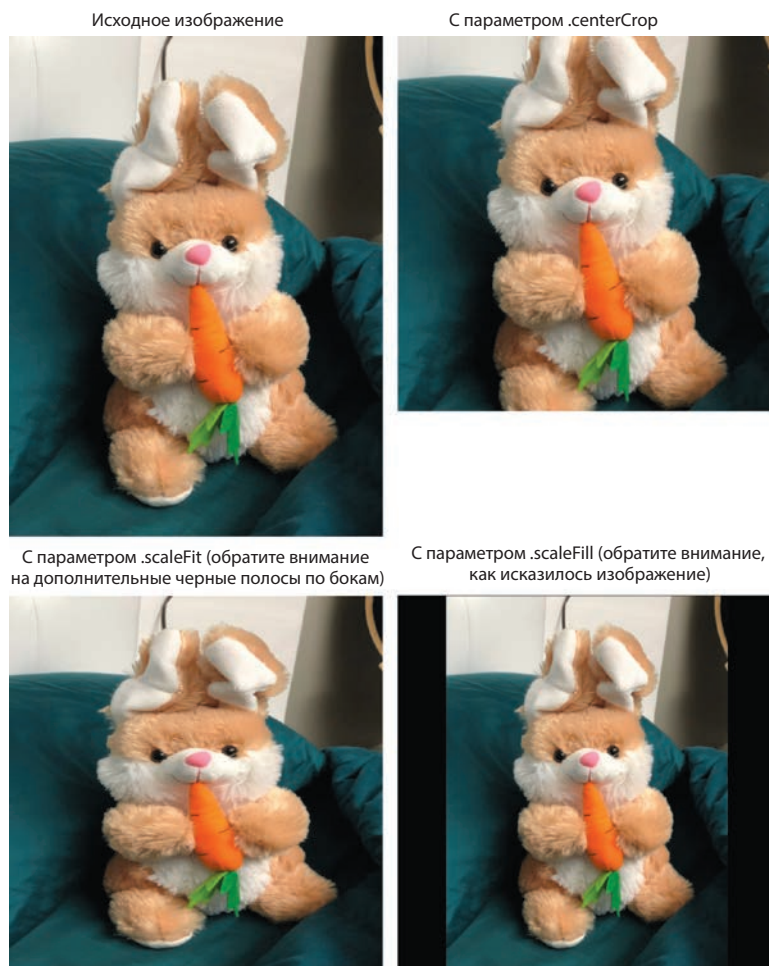 Исходное изображение
С параметром .centerCrop
С параметром .scaleFit (обратите внимание
на дополнительные черные полосы по бокам)
С параметром .scaleFill (обратите внимание,
как исказилось изображение)